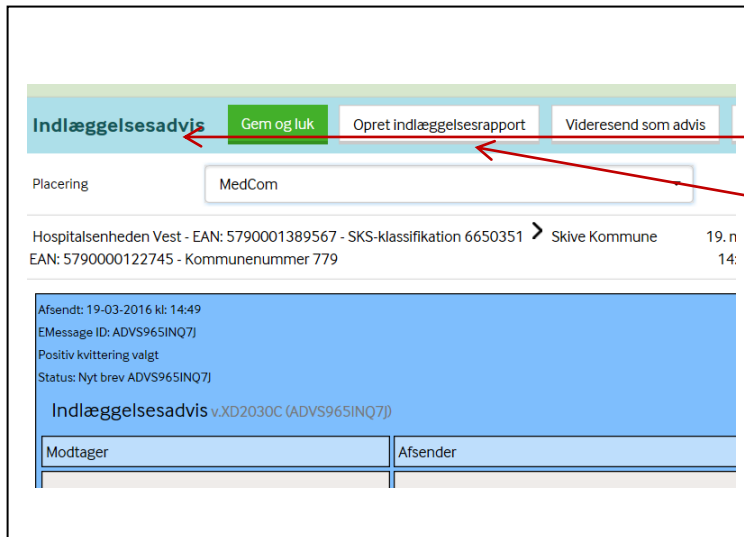 Indlæggelsesadvis Gem og luk Opret indlæggelsesrapport Videresend som advis
Placering MedCom
Hospitalsenheden Vest - EAN: 5790001389567 - SKS-klassifikation 6650351 > Skive Kommune 19. m
EAN: 5790000122745 - Kommunenummer 779 14:
Afsendt: 19-03-2016 kl: 14:49
EMessage ID: ADVS965INQ7J
Positiv kvittering valgt
Status: Nyt brev ADVS965INQ7J
Indlæggelsesadvis v.XD2030C (ADVS965INQ7J)
Modtager Afsender